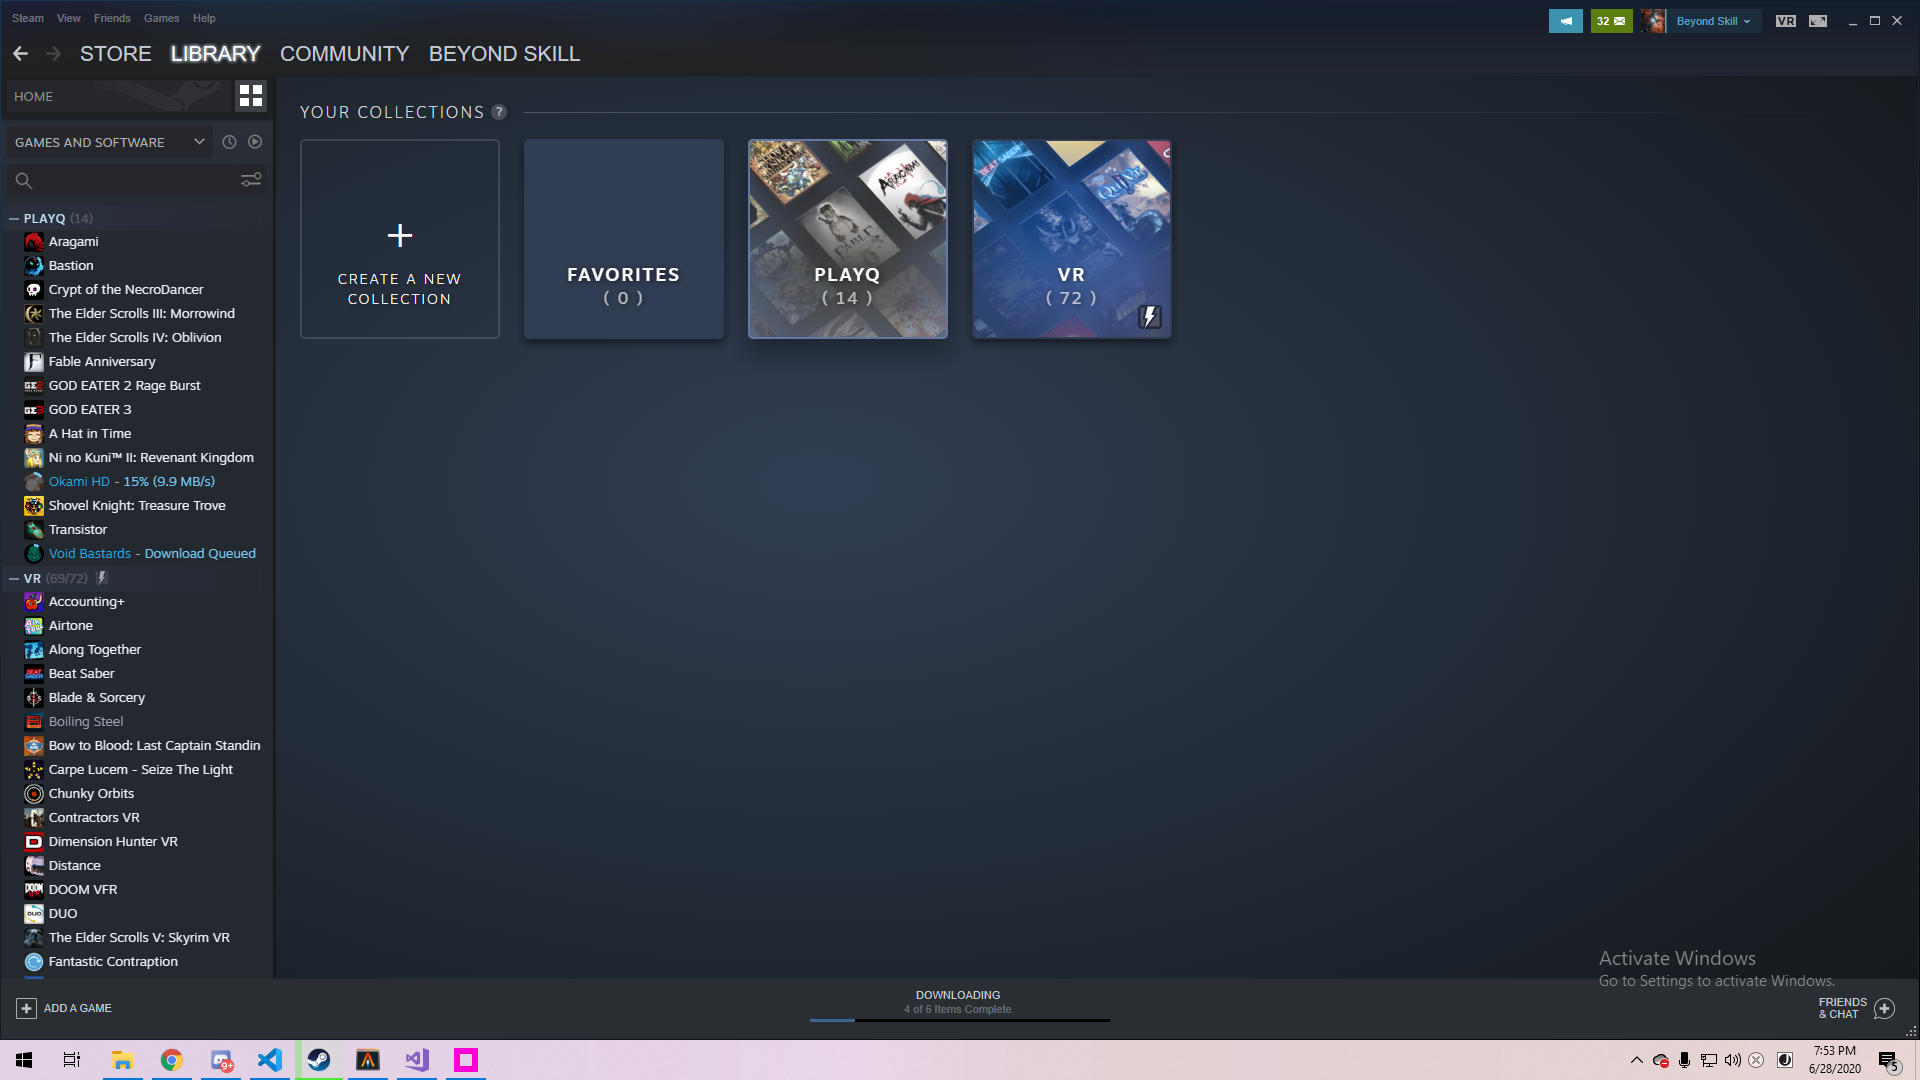 Steam View Friends Games Help
32
Beyond Skill
VR
STORE LIBRARY COMMUNITY BEYOND SKILL
HOME
GAMES AND SOFTWARE
PLAYQ (14)
Aragami
Bastion
Crypt of the NecroDancer
The Elder Scrolls III: Morrowind
The Elder Scrolls IV: Oblivion
Fable Anniversary
GOD EATER 2 Rage Burst
GOD EATER 3
A Hat in Time
Ni no Kuni™ II: Revenant Kingdom
Okami HD - 15% (9.9 MB/s)
Shovel Knight: Treasure Trove
Transistor
Void Bastards - Download Queued
VR (69/72)
Accounting+
Airtone
Along Together
Beat Saber
Blade & Sorcery
Boiling Steel
Bow to Blood: Last Captain Standin
Carpe Lucem - Seize The Light
Chunky Orbits
Contractors VR
Dimension Hunter VR
Distance
DOOM VFR
DUO
The Elder Scrolls V: Skyrim VR
Fantastic Contraption
ADD A GAME
YOUR COLLECTIONS ?
CREATE A NEW
COLLECTION
FAVORITES
( 0 )
ARAGAMI
FABLE
PLAYQ
( 14 )
BEAT SABER
QuiVr
VR
( 72 )
DOWNLOADING
4 of 6 Items Complete
Activate Windows
Go to Settings to activate Windows.
FRIENDS
& CHAT
9+
7:53 PM
6/28/2020
5